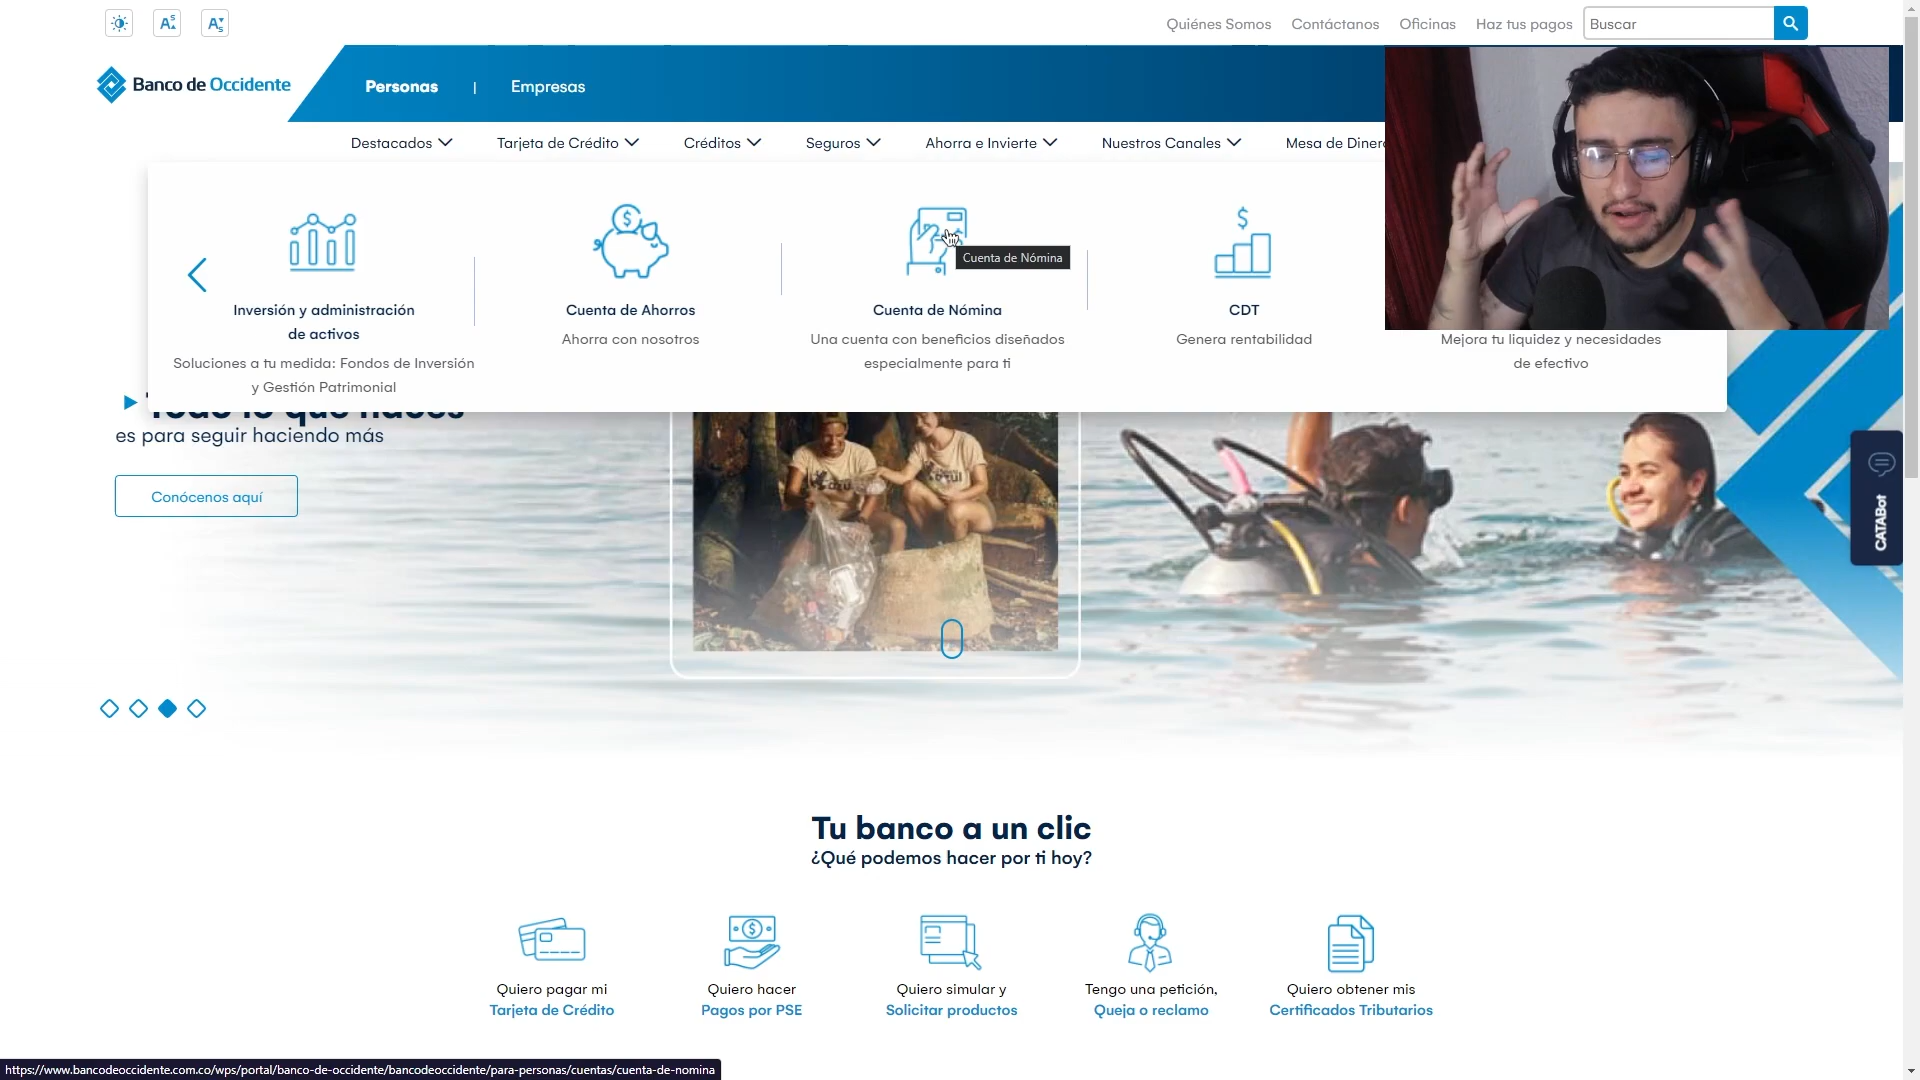 Quiénes Somos
Contáctanos
Oficinas
Haz tus pagos
Buscar
Banco de Occidente
Personas | Empresas
Destacados
Tarjeta de Crédito
Créditos
Seguros
Ahorra e Invierte
Nuestros Canales
Mesa de Dinero
Inversión y administración
de activos
Soluciones a tu medida: Fondos de Inversión
y Gestión Patrimonial
Cuenta de Ahorros
Ahorra con nosotros
Cuenta de Nómina
Cuenta de Nómina
Una cuenta con beneficios diseñados
especialmente para ti
CDT
Genera rentabilidad
Mejora tu liquidez y necesidades
de efectivo
Todo lo que haces
es para seguir haciendo más
Conócenos aquí
CATABot
Tu banco a un clic
¿Qué podemos hacer por ti hoy?
Quiero pagar mi
Tarjeta de Crédito
Quiero hacer
Pagos por PSE
Quiero simular y
Solicitar productos
Tengo una petición,
Queja o reclamo
Quiero obtener mis
Certificados Tributarios
https://www.bancodeoccidente.com.co/wps/portal/banco-de-occidente/bancodeoccidente/para-personas/cuentas/cuenta-de-nomina